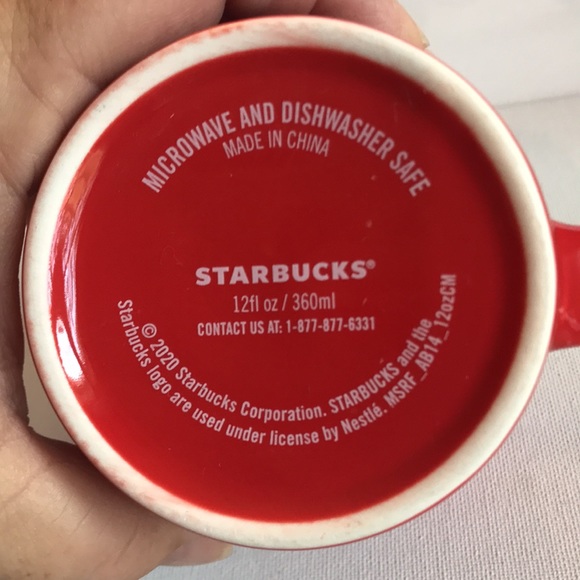 MICROWAVE AND DISHWASHER SAFE
MADE IN CHINA
STARBUCKS®
12fl oz / 360ml
CONTACT US AT: 1-877-877-6331
© 2020 Starbucks Corporation. STARBUCKS and the
Starbucks logo are used under license by Nestlé. MSRF_AB14_12ozCM